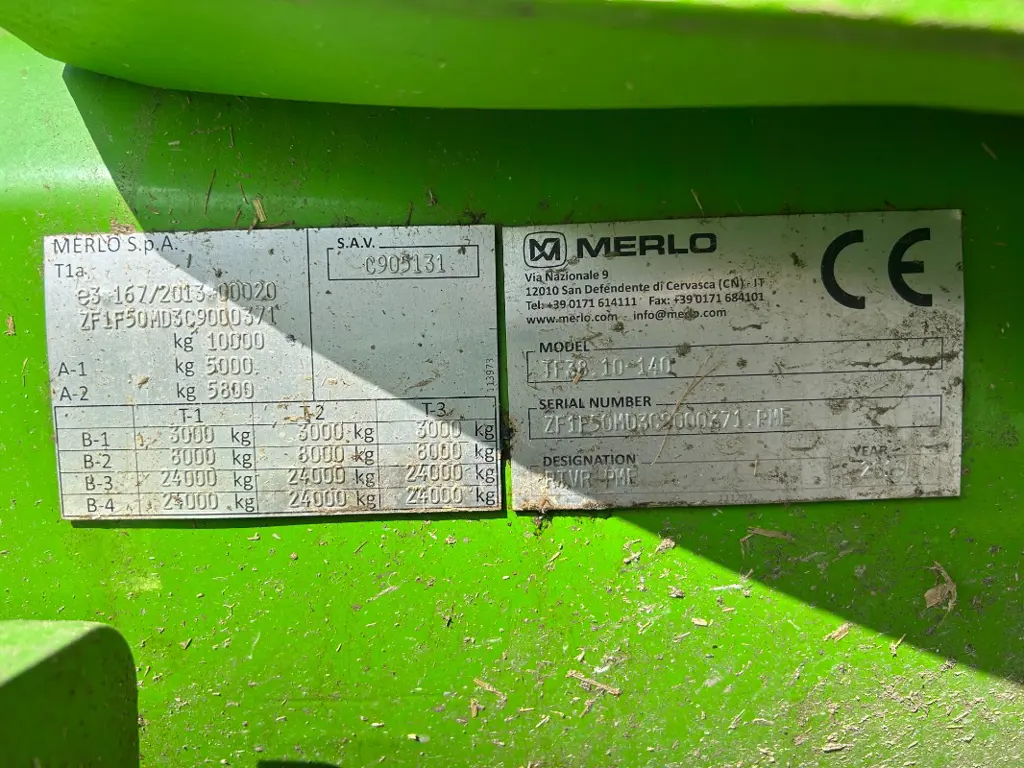 MERLO S.p.A.
T1a
e3 167/2013 00020
ZF1F50MD3C9000371
kg 10000
A-1 kg 5000
A-2 kg 5800
S.A.V.
C905131
13973
T-1 T-2 T-3
B-1 3000 kg 3000 kg 3000 kg
B-2 8000 kg 8000 kg 8000 kg
B-3 24000 kg 24000 kg 24000 kg
B-4 24000 kg 24000 kg 24000 kg
MERLO CE
Via Nazionale 9
12010 San Defendente di Cervasca (CN) - IT
Tel: +39 0171 614111 Fax: +39 0171 684101
www.merlo.com - info@merlo.com
MODEL
TF38.10-140
SERIAL NUMBER
ZF1F50MD3C9000371.PME
DESIGNATION YEAR